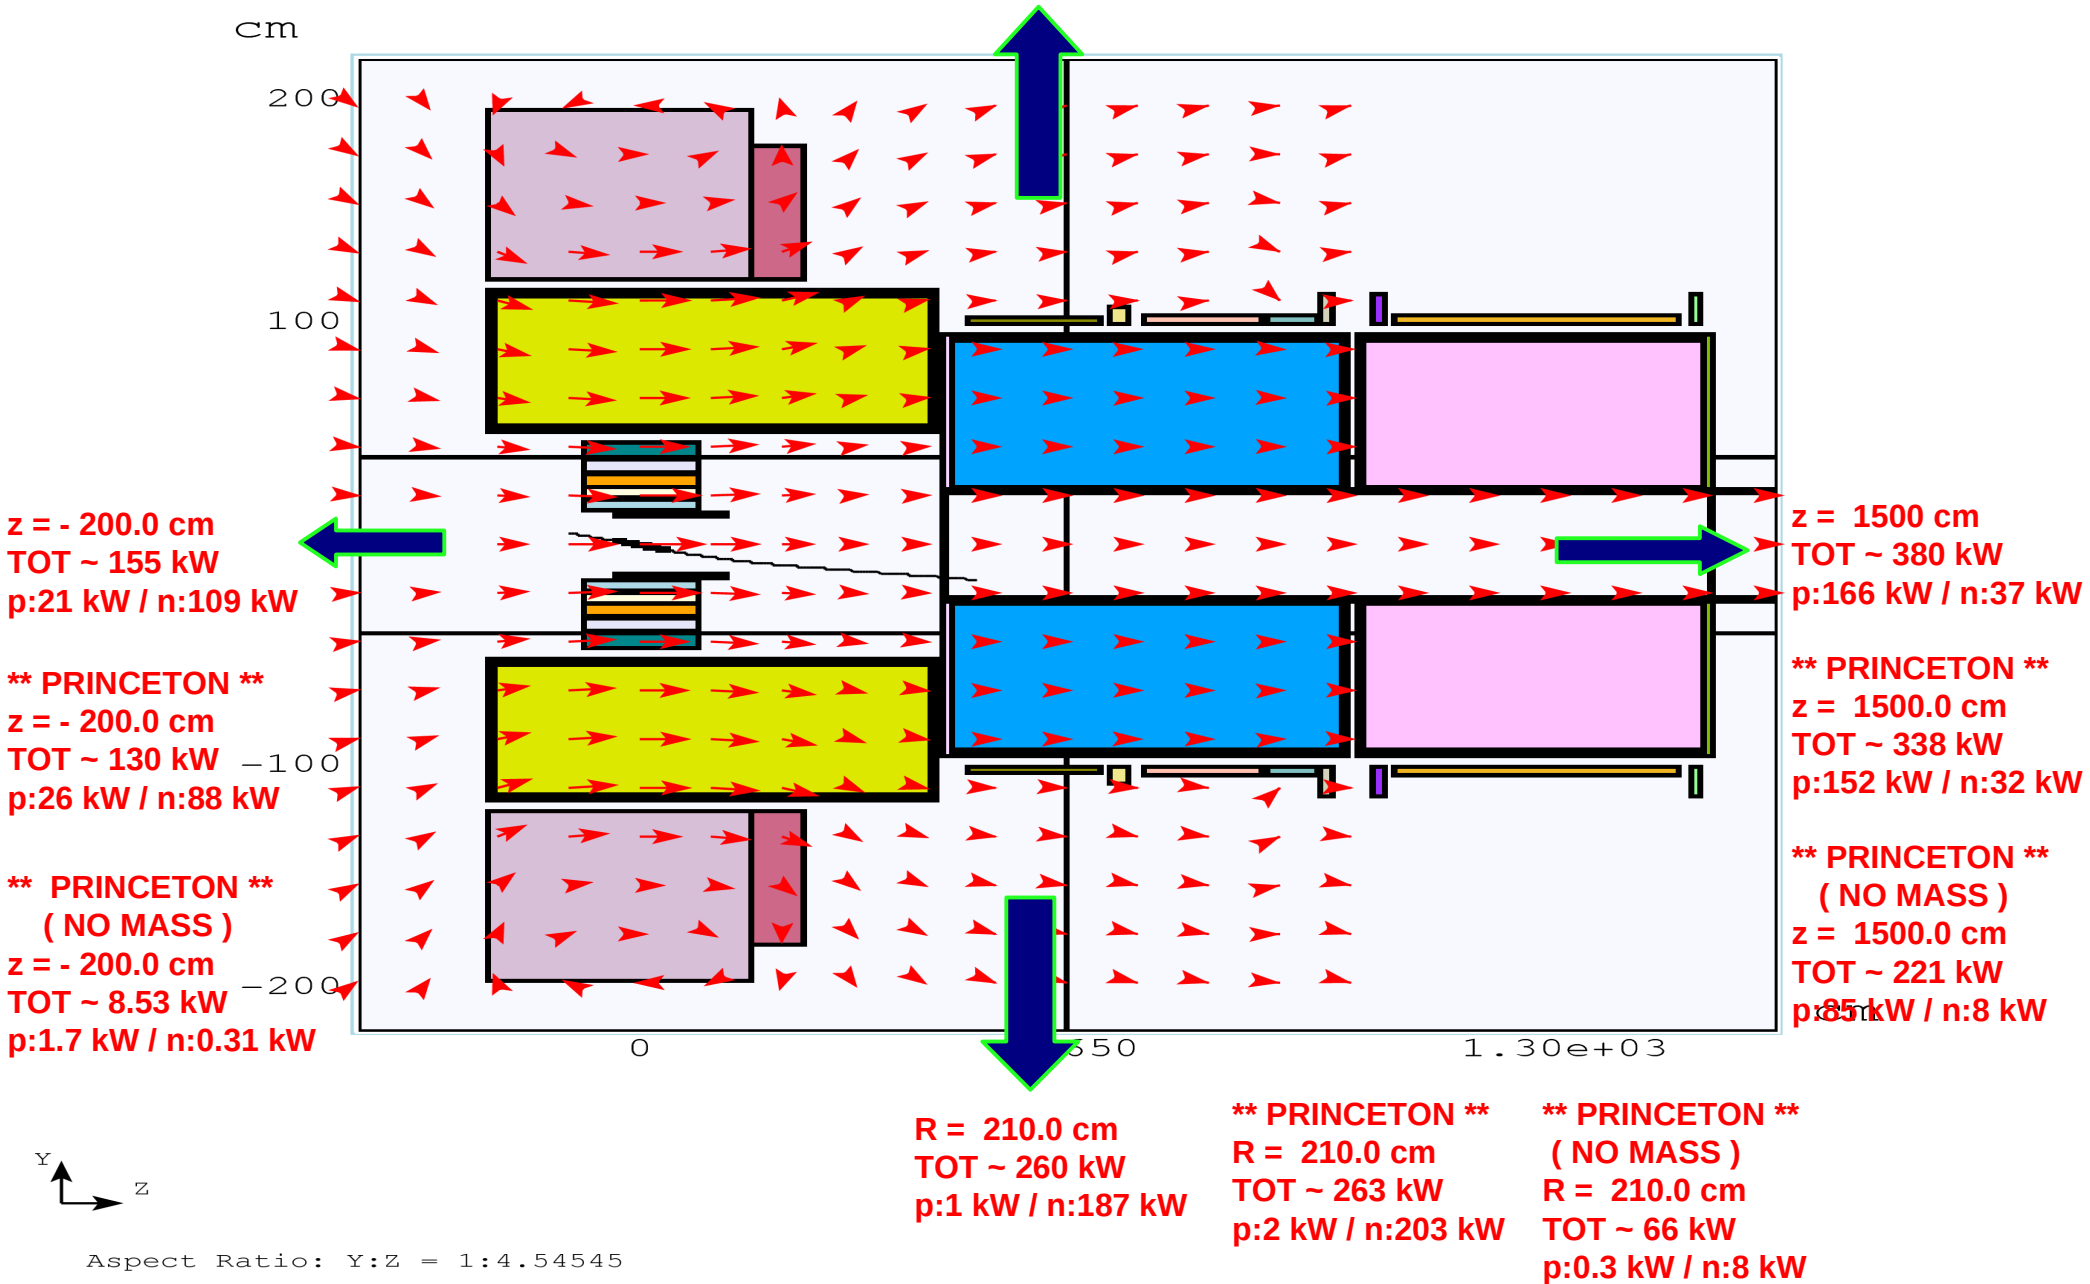 cm
200
100
-100
-200
0
650
1.30e+03
cm
z = - 200.0 cm
TOT ~ 155 kW
p:21 kW / n:109 kW
** PRINCETON **
z = - 200.0 cm
TOT ~ 130 kW
p:26 kW / n:88 kW
** PRINCETON **
( NO MASS )
z = - 200.0 cm
TOT ~ 8.53 kW
p:1.7 kW / n:0.31 kW
z = 1500 cm
TOT ~ 380 kW
p:166 kW / n:37 kW
** PRINCETON **
z = 1500.0 cm
TOT ~ 338 kW
p:152 kW / n:32 kW
** PRINCETON **
( NO MASS )
z = 1500.0 cm
TOT ~ 221 kW
p:85 kW / n:8 kW
R = 210.0 cm
TOT ~ 260 kW
p:1 kW / n:187 kW
** PRINCETON **
R = 210.0 cm
TOT ~ 263 kW
p:2 kW / n:203 kW
** PRINCETON **
( NO MASS )
R = 210.0 cm
TOT ~ 66 kW
p:0.3 kW / n:8 kW
Y
Z
Aspect Ratio: Y:Z = 1:4.54545